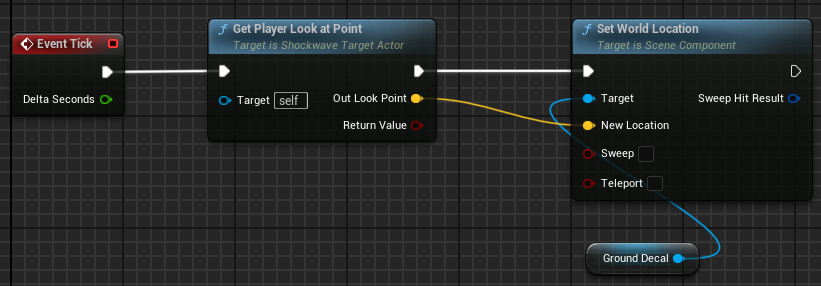 Event Tick
Delta Seconds
f Get Player Look at Point
Target is Shockwave Target Actor
Target self
Out Look Point
Return Value
f Set World Location
Target is Scene Component
Target
Sweep Hit Result
New Location
Sweep
Teleport
Ground Decal